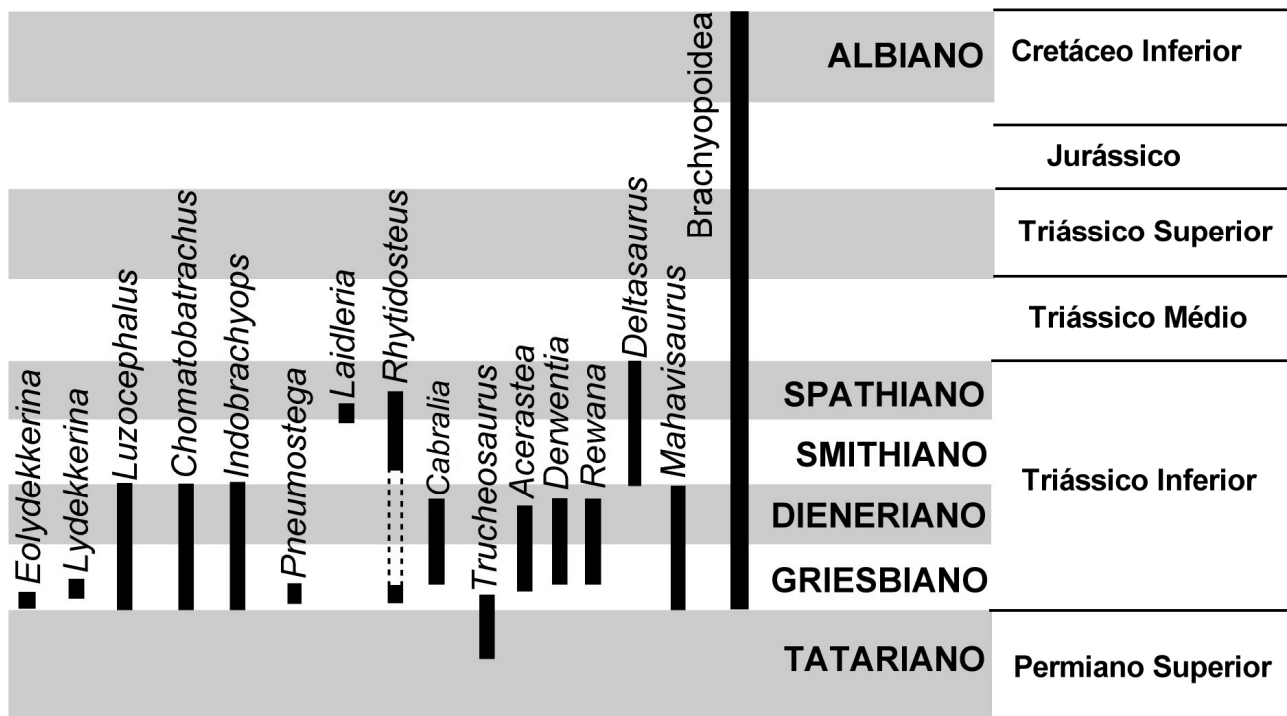 ALBIANO
Cretáceo Inferior
Jurássico
Triássico Superior
Triássico Médio
SPATHIANO
SMITHIANO
Triássico Inferior
DIENERIANO
GRIESBIANO
TATARIANO
Permiano Superior
Eolydekkerina
Lydekkerina
Luzocephalus
Chomatobatrachus
Indobrachyops
Pneumostega
Laidleria
Rhytidosteus
Cabralia
Trucheosaurus
Acerastea
Derwentia
Rewana
Deltasaurus
Mahavisaurus
Brachyopoidea